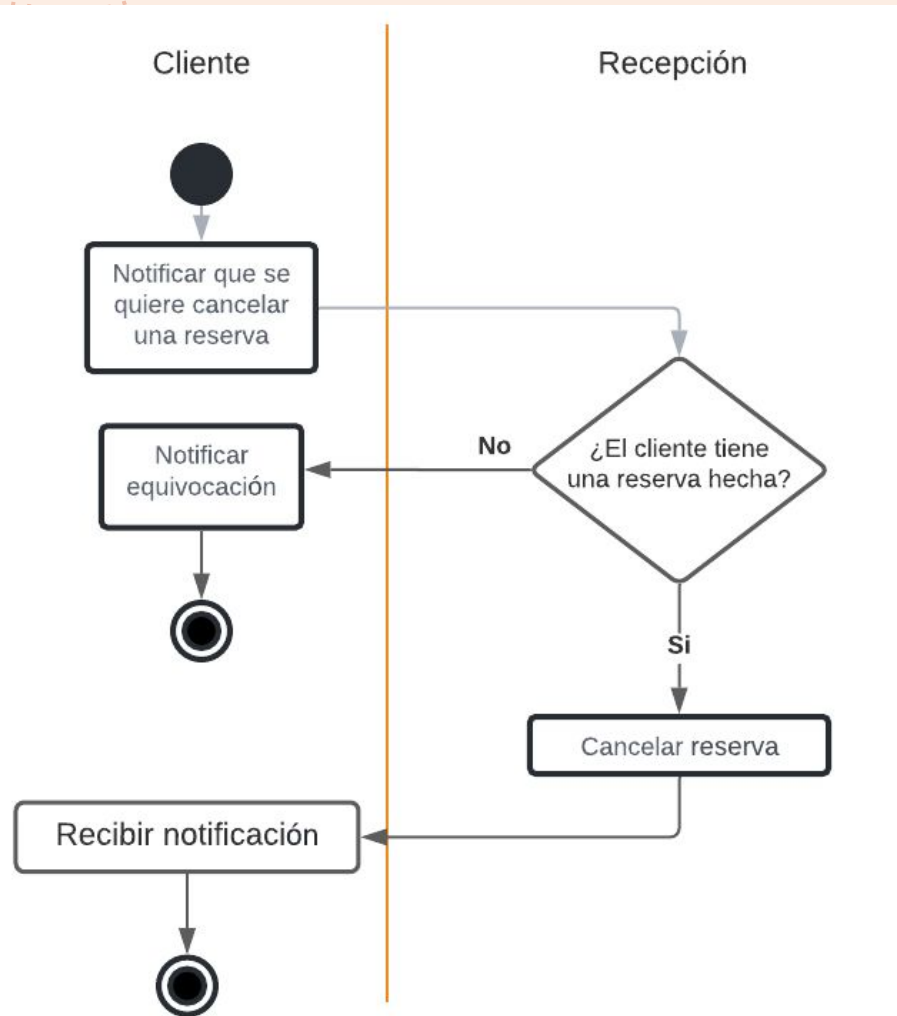 Cliente
Recepción
Notificar que se
quiere cancelar
una reserva
¿El cliente tiene
una reserva hecha?
No
Notificar
equivocación
Si
Cancelar reserva
Recibir notificación